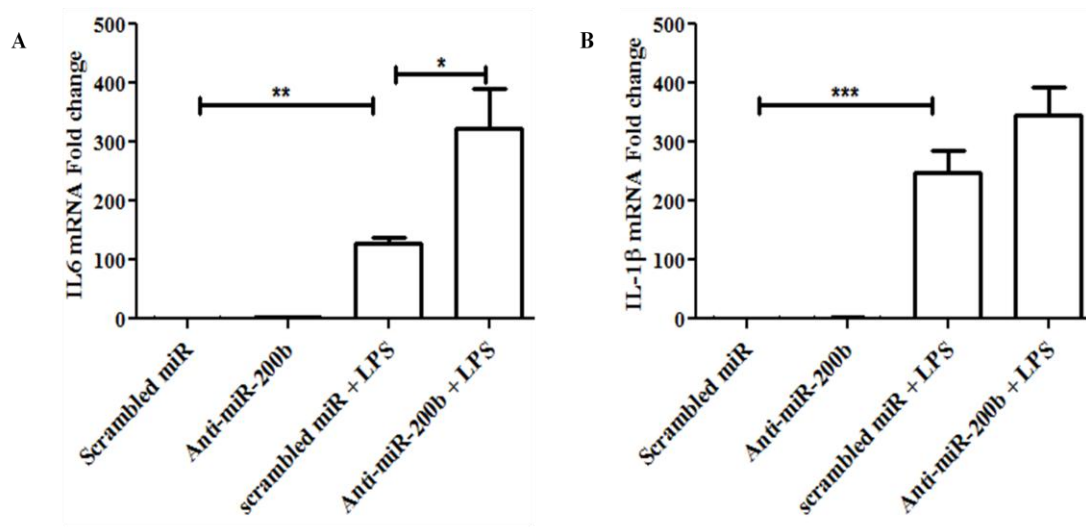 A
IL6 mRNA Fold change
500
400
300
200
100
0
**
*
Scrambled miR
Anti-miR-200b
scrambled miR + LPS
Anti-miR-200b + LPS
B
IL-1β mRNA Fold change
500
400
300
200
100
0
***
Scrambled miR
Anti-miR-200b
scrambled miR + LPS
Anti-miR-200b + LPS